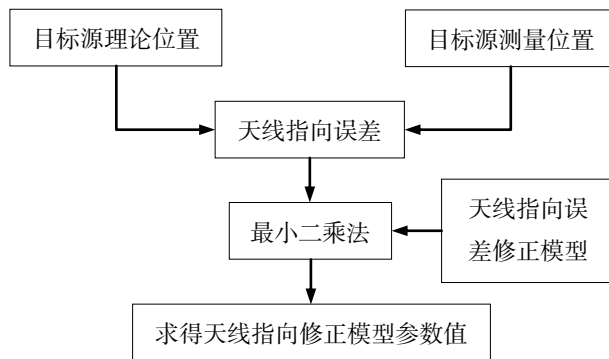 目标源理论位置
目标源测量位置
天线指向误差
最小二乘法
天线指向误
差修正模型
求得天线指向修正模型参数值